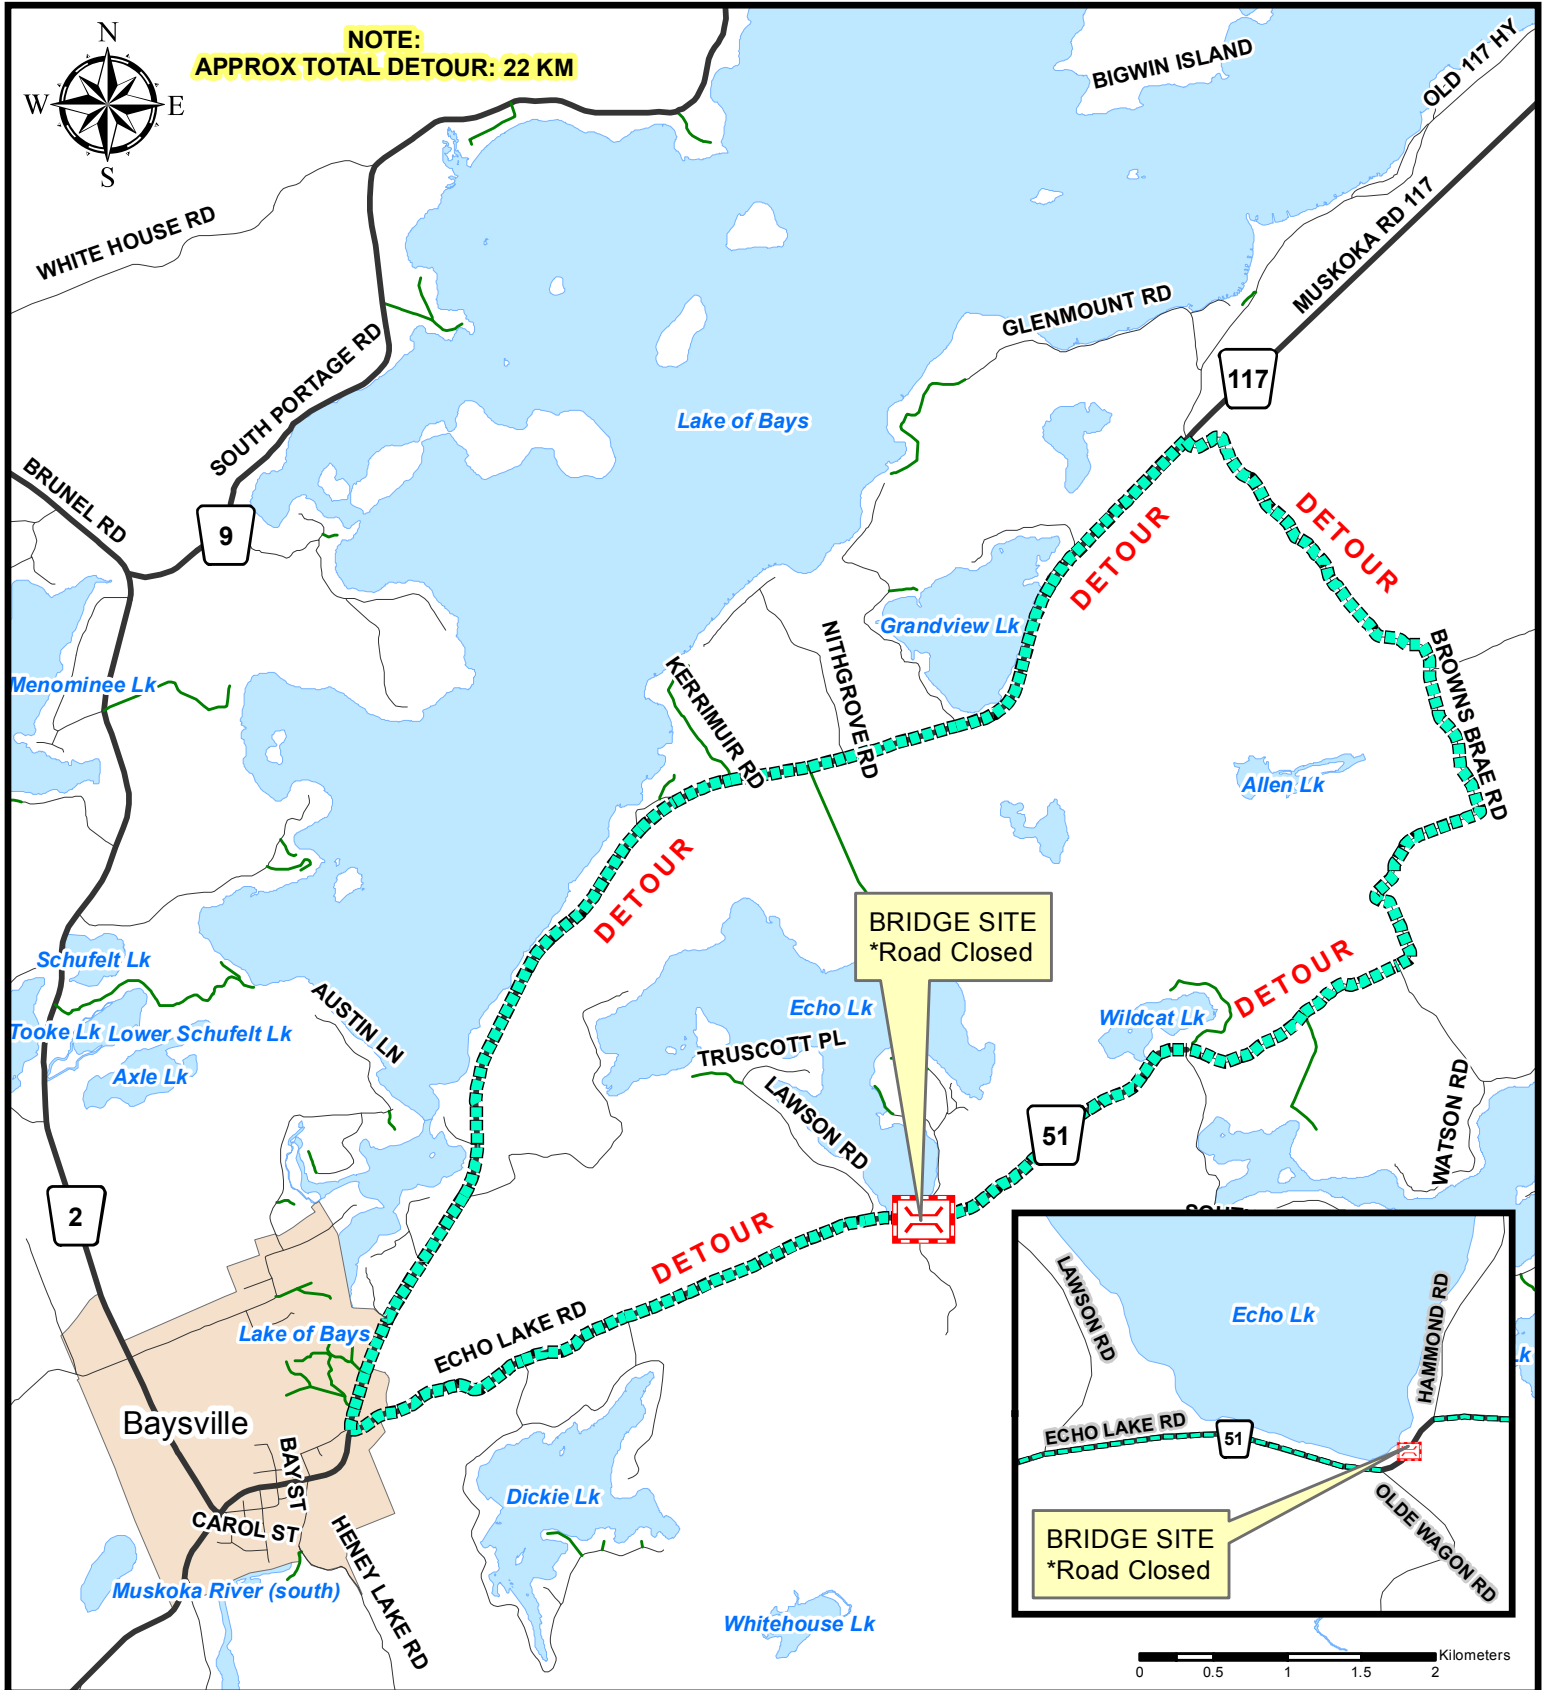 NOTE:
APPROX TOTAL DETOUR: 22 KM
N
W
E
S
BIGWIN ISLAND
OLD 117 HY
WHITE HOUSE RD
MUSKOKA RD 117
GLENMOUNT RD
SOUTH PORTAGE RD
117
Lake of Bays
BRUNEL RD
9
DETOUR
DETOUR
Grandview Lk
NITHGROVE RD
KERRIMUIR RD
BROWNS BRAE RD
Menominee Lk
Allen Lk
DETOUR
BRIDGE SITE
*Road Closed
Schufelt Lk
DETOUR
AUSTIN LN
Echo Lk
Wildcat Lk
Tooke Lk
Lower Schufelt Lk
TRUSCOTT PL
Axle Lk
LAWSON RD
51
WATSON RD
2
DETOUR
ECHO LAKE RD
Lake of Bays
Baysville
BAY ST
CAROL ST
HENEY LAKE RD
Dickie Lk
Muskoka River (south)
Whitehouse Lk
LAWSON RD
Echo Lk
HAMMOND RD
Lk
ECHO LAKE RD
51
OLDE WAGON RD
BRIDGE SITE
*Road Closed
Kilometers
0 0.5 1 1.5 2